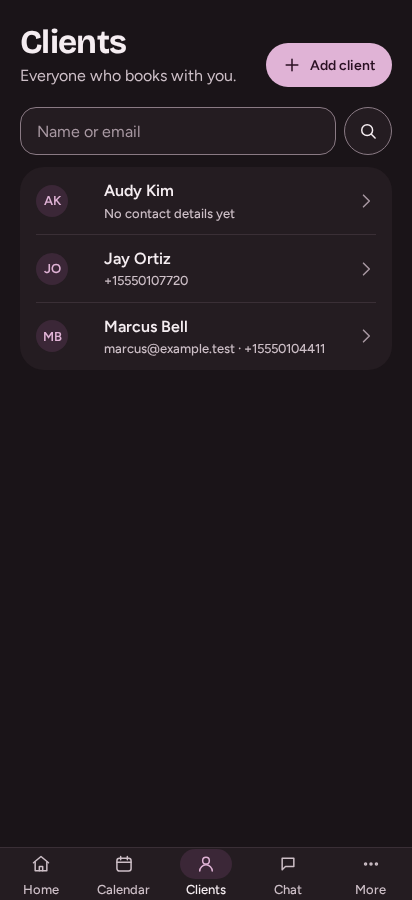 Clients
Everyone who books with you.
Add client
Name or email
AK
Audy Kim
No contact details yet
JO
Jay Ortiz
+15550107720
MB
Marcus Bell
marcus@example.test · +15550104411
Home
Calendar
Clients
Chat
More